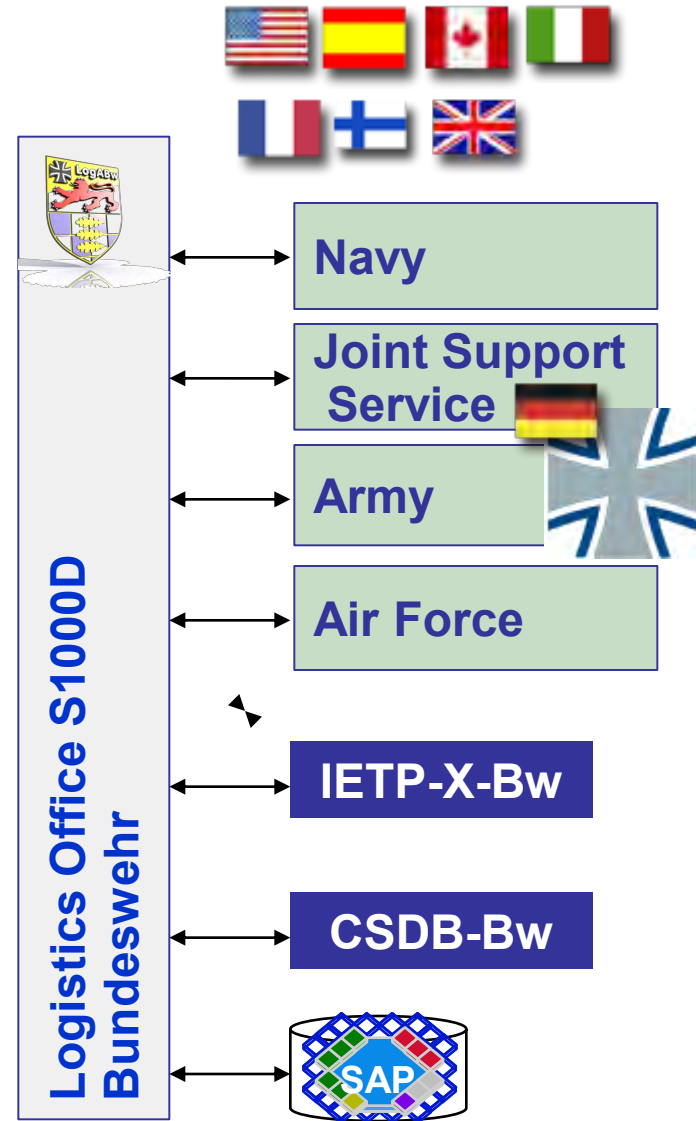 LogABw
Navy
Joint Support
Service
Army
Air Force
IETP-X-Bw
CSDB-Bw
SAP
Logistics Office S1000D
Bundeswehr